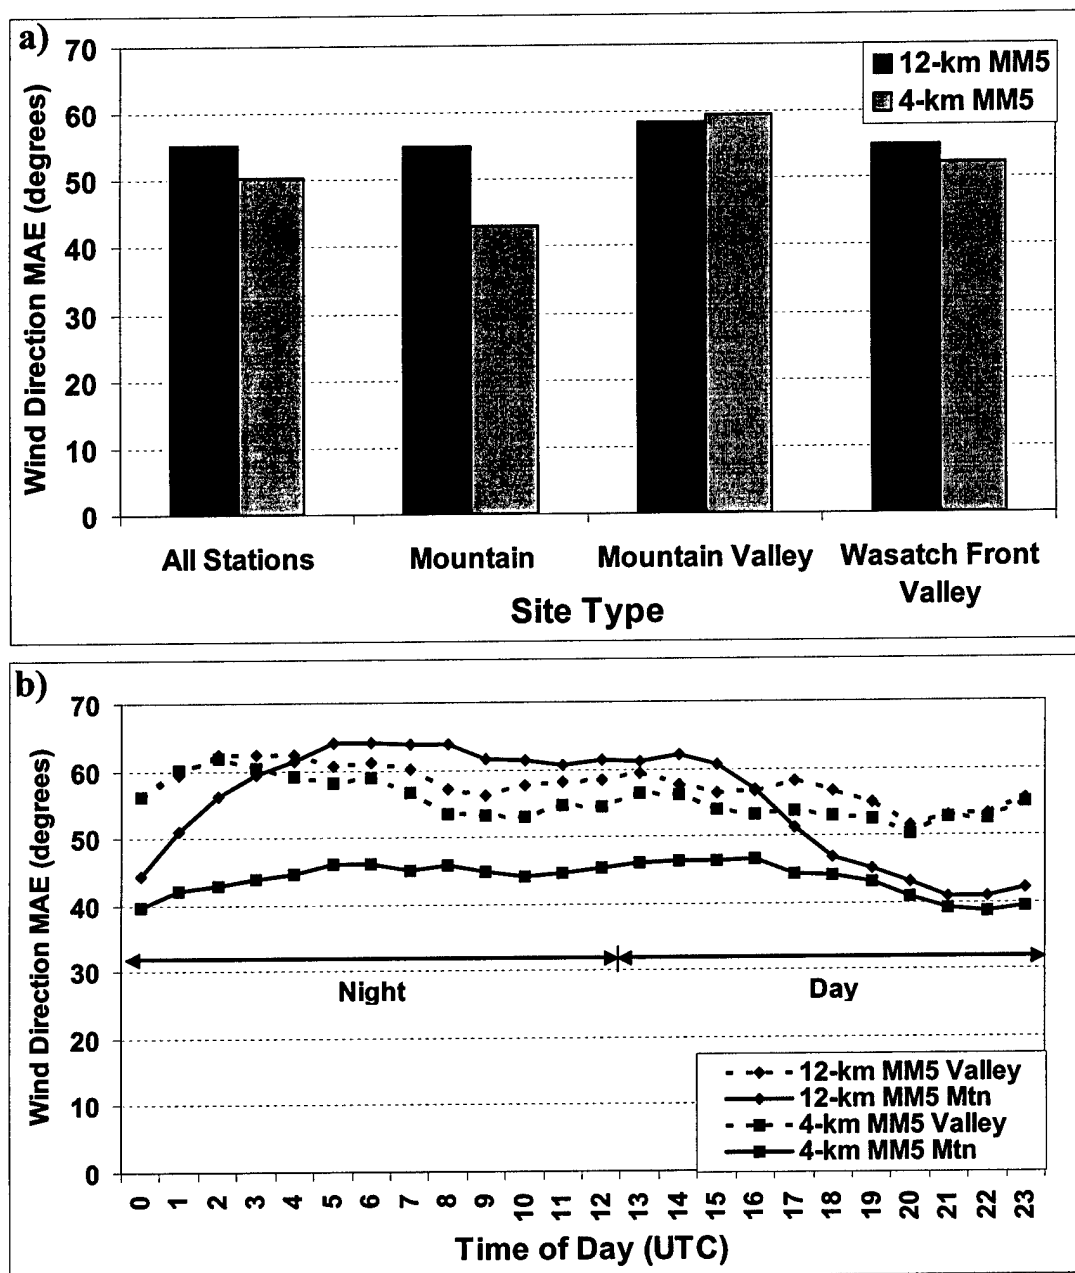 a)
70
60
50
40
30
20
10
0
Wind Direction MAE (degrees)
12-km MM5
4-km MM5
All Stations
Mountain
Mountain Valley
Wasatch Front
Valley
Site Type
b)
70
60
50
40
30
20
10
0
Wind Direction MAE (degrees)
Night
Day
12-km MM5 Valley
12-km MM5 Mtn
4-km MM5 Valley
4-km MM5 Mtn
0 1 2 3 4 5 6 7 8 9 10 11 12 13 14 15 16 17 18 19 20 21 22 23
Time of Day (UTC)